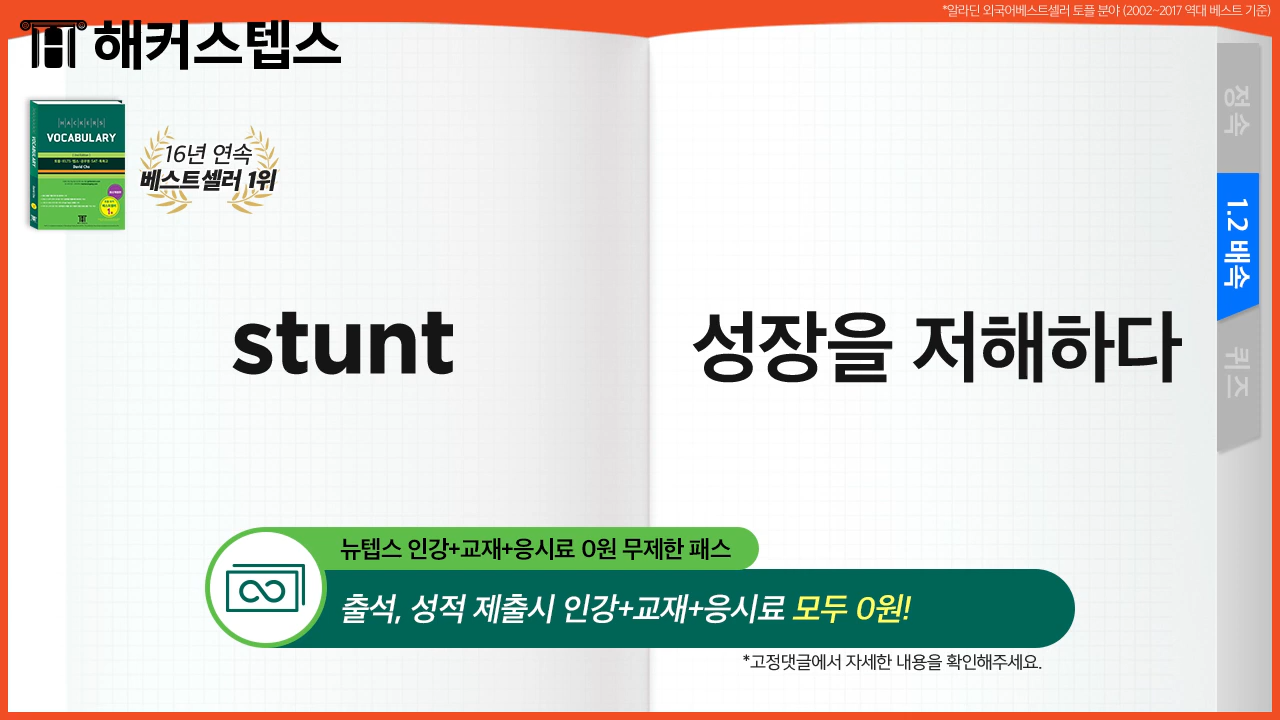 *알라딘 외국어베스트셀러 토플 분야 (2002~2017 역대 베스트 기준)
해커스텝스
HACKERS
VOCABULARY
VOCABULARY
David Cho
16년 연속
베스트셀러 1위
정속
1.2 배속
퀴즈
stunt
성장을 저해하다
뉴텝스 인강+교재+응시료 0원 무제한 패스
출석, 성적 제출시 인강+교재+응시료 모두 0원!
*고정댓글에서 자세한 내용을 확인해주세요.